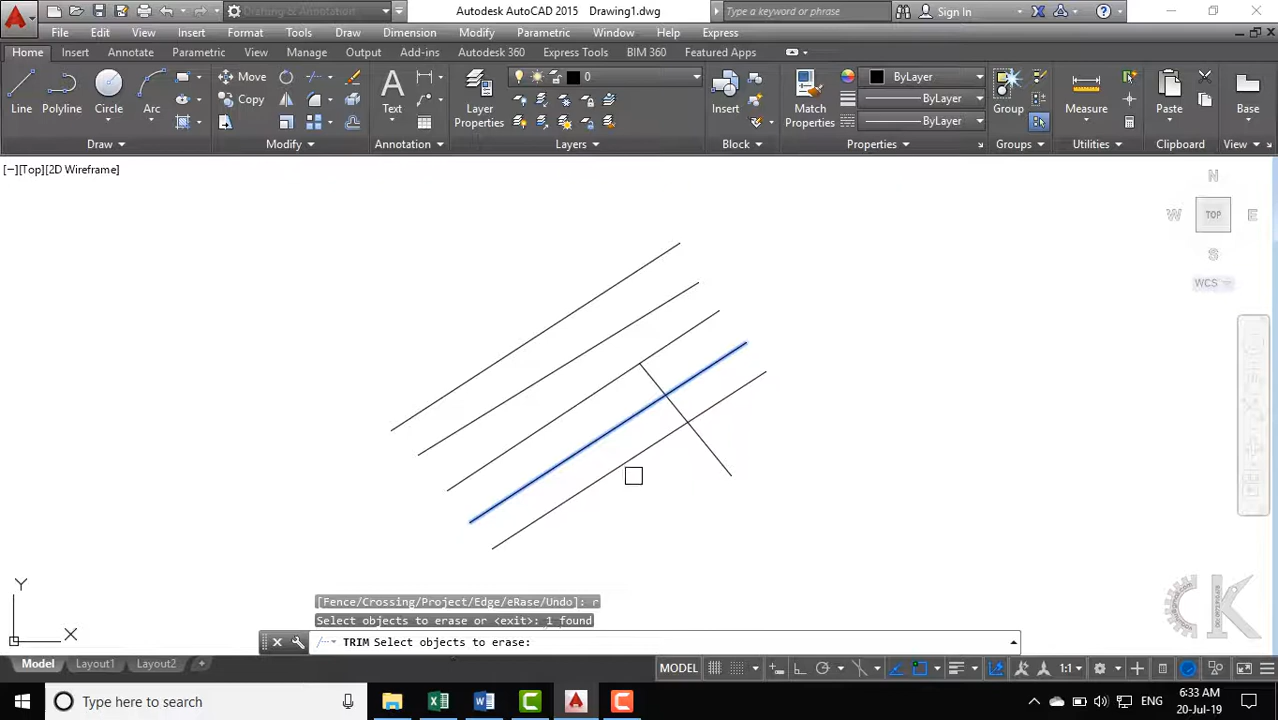 Drafting & Annotation
Autodesk AutoCAD 2015 Drawing1.dwg
Type a keyword or phrase
Sign In
File Edit View Insert Format Tools Draw Dimension Modify Parametric Window Help Express
Home Insert Annotate Parametric View Manage Output Add-ins Autodesk 360 Express Tools BIM 360 Featured Apps
Move
0
ByLayer
Copy
ByLayer
Line Polyline Circle Arc Text Layer Properties Insert Match Properties Group Measure Paste Base
ByLayer
Draw Modify Annotation Layers Block Properties Groups Utilities Clipboard View
[−][Top][2D Wireframe]
N
W TOP E
S
WCS
Y
X
[Fence/Crossing/Project/Edge/eRase/Undo]: r
Select objects to erase or <exit>: 1 found
TRIM Select objects to erase:
Model Layout1 Layout2 +
MODEL 1:1
Type here to search
ENG
6:33 AM
20-Jul-19